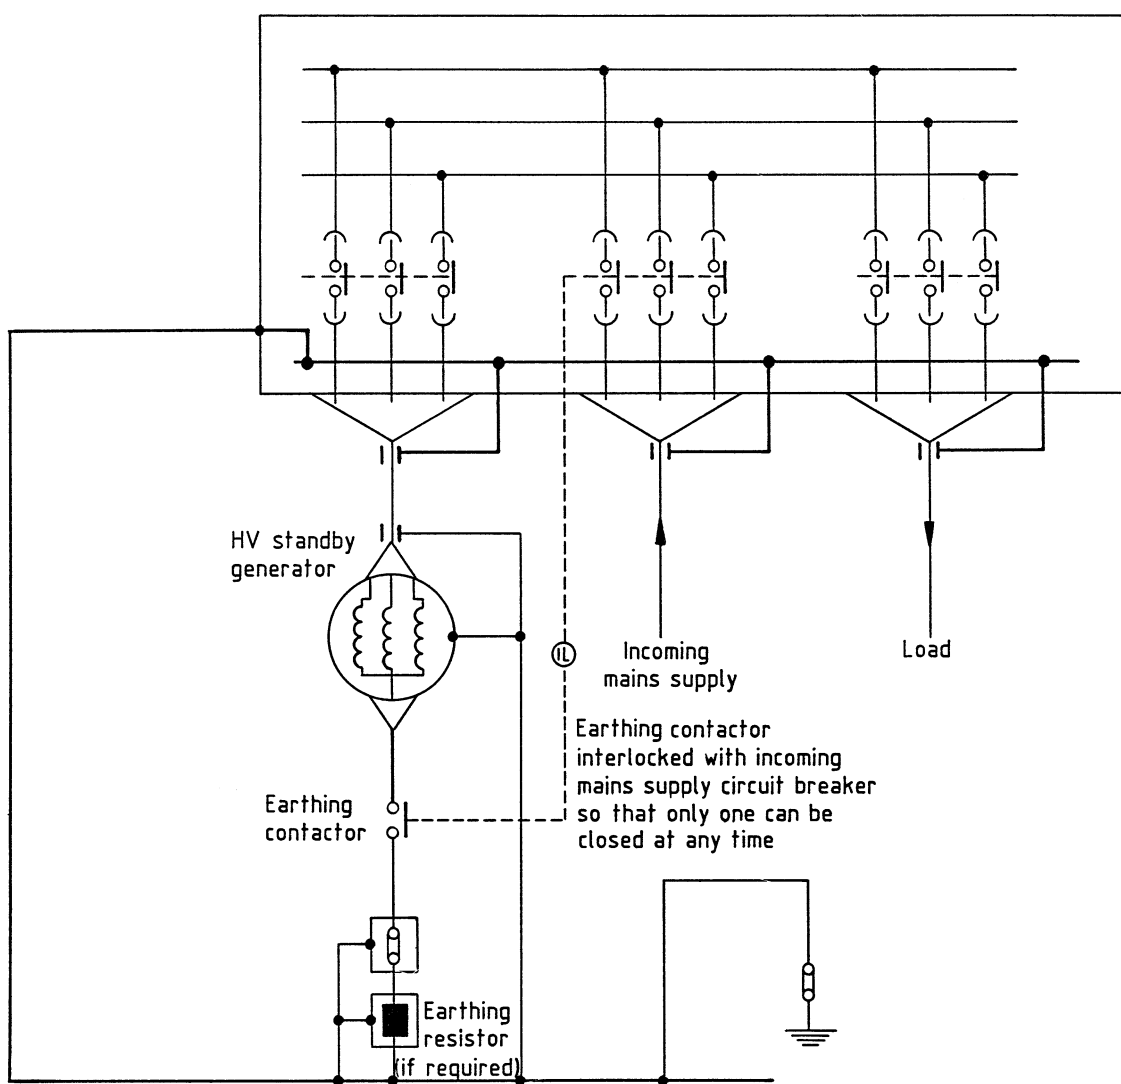 HV standby
generator
IL
Incoming
mains supply
Load
Earthing contactor
interlocked with incoming
mains supply circuit breaker
so that only one can be
closed at any time
Earthing
contactor
Earthing
resistor
(if required)